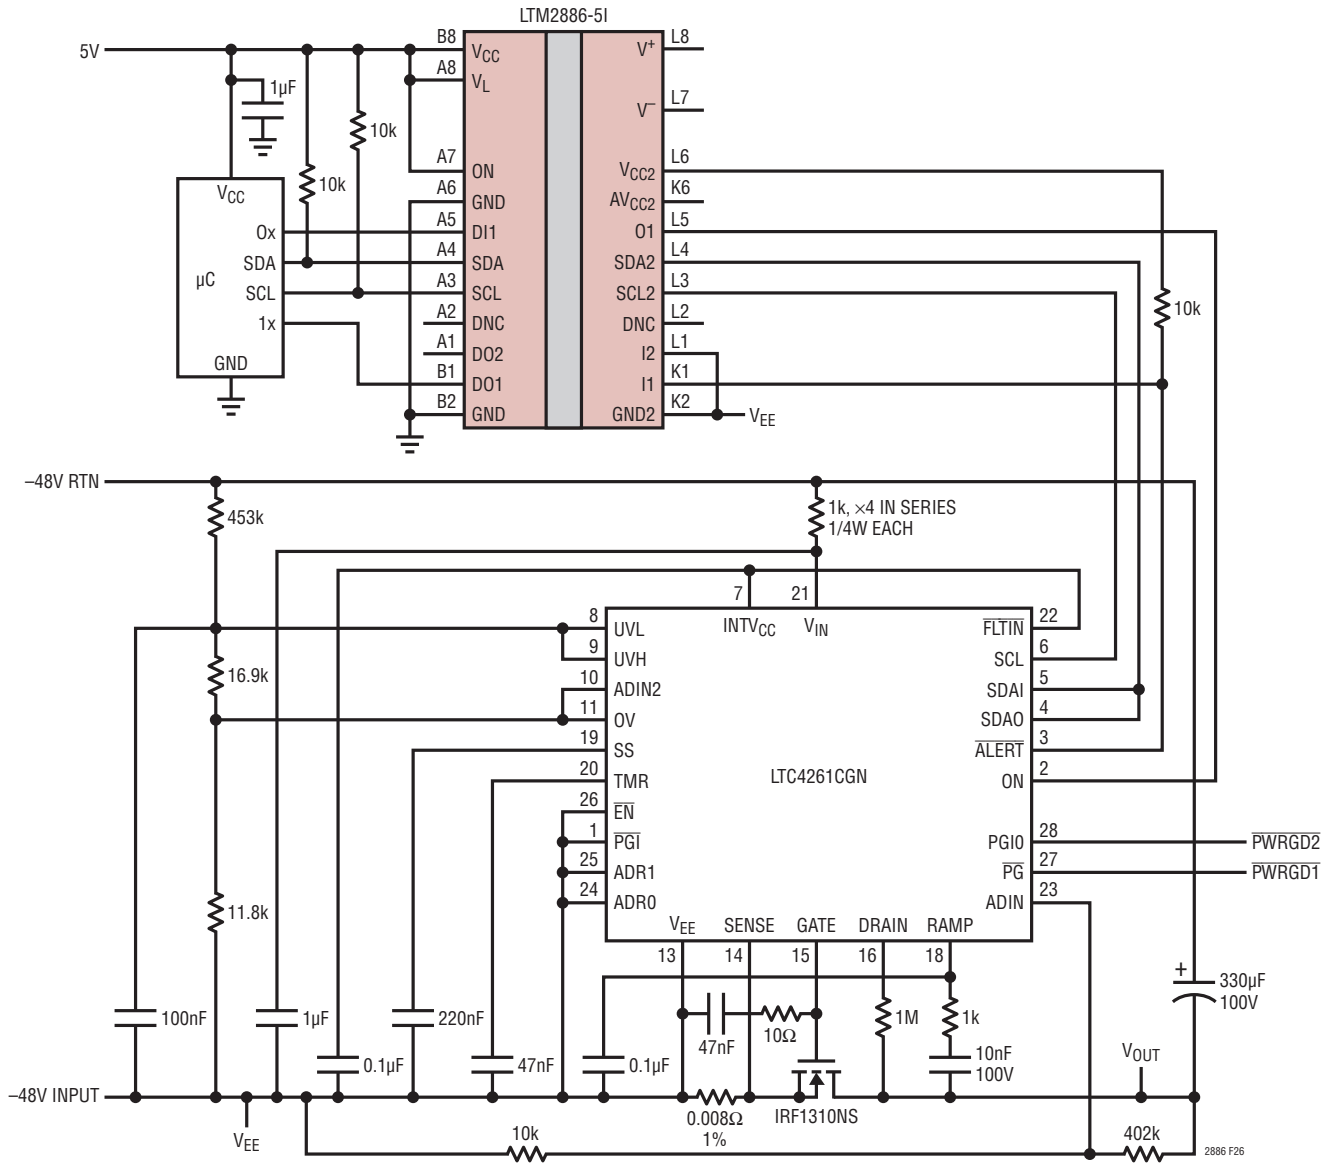 LTM2886-5I
5V
B8
VCC
V+
L8
A8
VL
1µF
V–
L7
10k
A7
ON
VCC2
L6
10k
A6
GND
AVCC2
K6
VCC
0x
A5
DI1
O1
L5
SDA
A4
SDA
SDA2
L4
µC
SCL
A3
SCL
SCL2
L3
10k
1x
A2
DNC
DNC
L2
A1
DO2
I2
L1
GND
B1
DO1
I1
K1
B2
GND
GND2
K2
VEE
–48V RTN
453k
1k, ×4 IN SERIES
1/4W EACH
7
21
INTVCC
VIN
8
UVL
FLTIN
22
9
UVH
SCL
6
16.9k
10
ADIN2
SDAI
5
11
OV
SDAO
4
19
SS
ALERT
3
20
TMR
LTC4261CGN
ON
2
26
EN
1
PGI
PGI0
28
PWRGD2
25
ADR1
PG
27
PWRGD1
24
ADR0
ADIN
23
11.8k
VEE
SENSE
GATE
DRAIN
RAMP
13
14
15
16
18
+
330µF
100V
100nF
1µF
220nF
47nF
10Ω
1M
1k
0.1µF
47nF
0.1µF
10nF
100V
VOUT
–48V INPUT
VEE
0.008Ω
1%
IRF1310NS
10k
402k
2886 F26